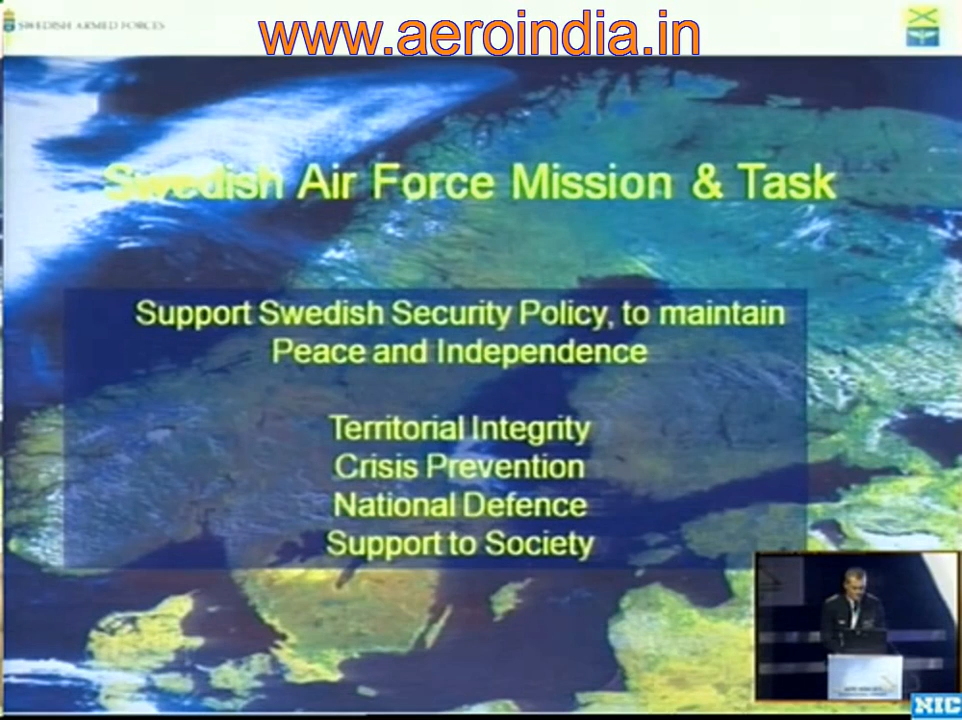 SWEDISH ARMED FORCES
www.aeroindia.in
Swedish Air Force Mission & Task
Support Swedish Security Policy, to maintain
Peace and Independence
Territorial Integrity
Crisis Prevention
National Defence
Support to Society
NIC